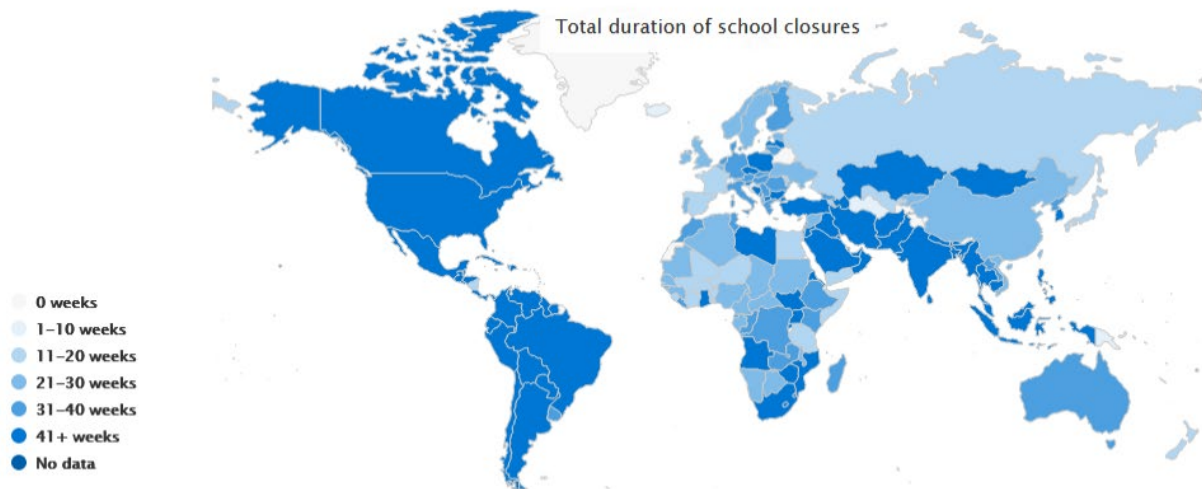 Total duration of school closures
0 weeks
1–10 weeks
11–20 weeks
21–30 weeks
31–40 weeks
41+ weeks
No data